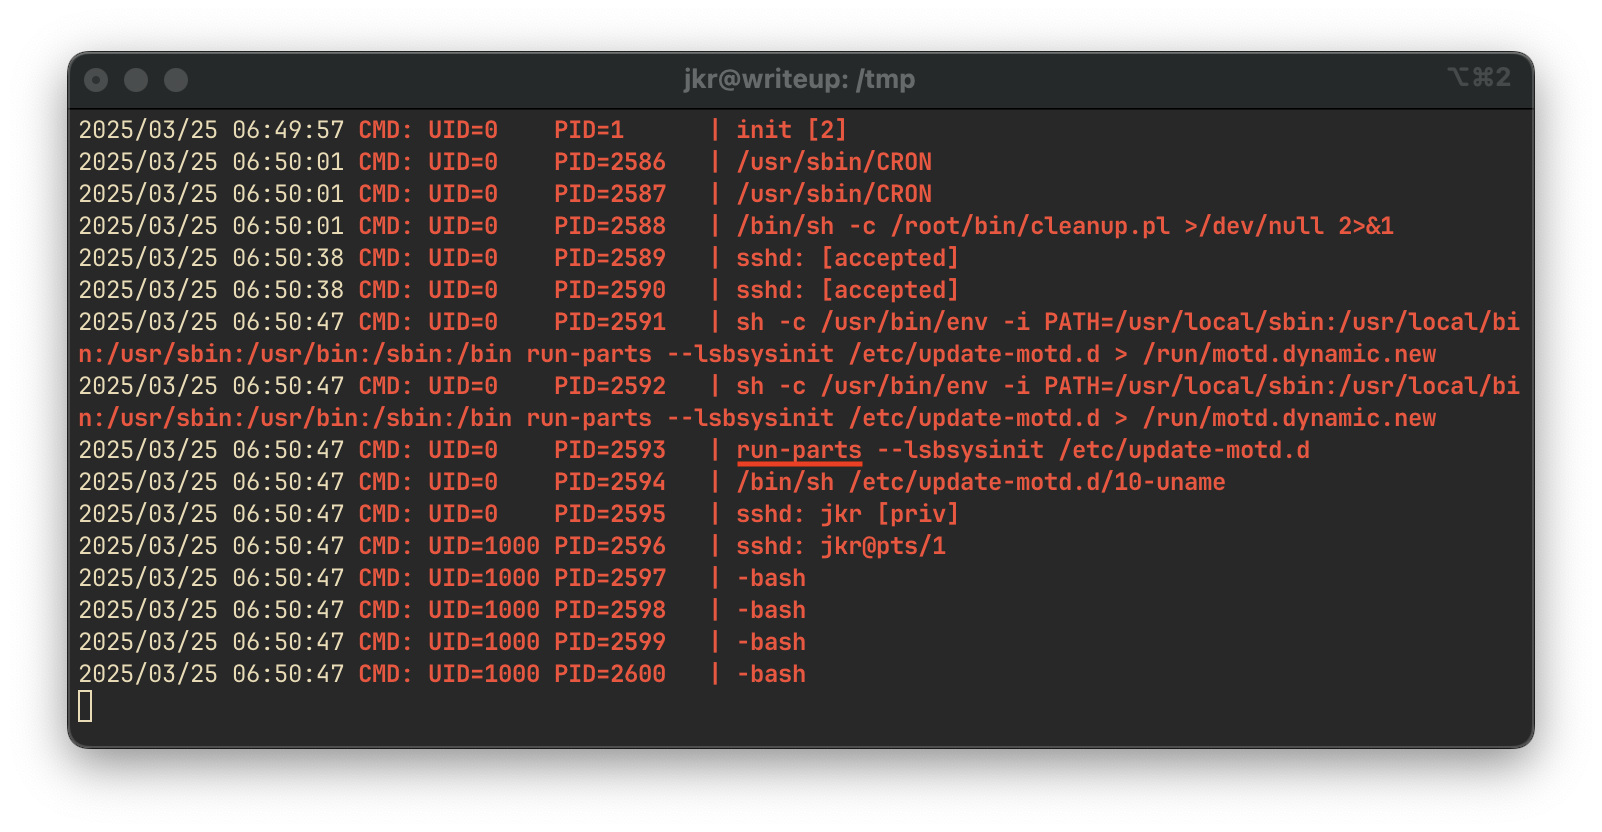 jkr@writeup: /tmp
⌥⌘2
2025/03/25 06:49:57 CMD: UID=0    PID=1      | init [2]
2025/03/25 06:50:01 CMD: UID=0    PID=2586   | /usr/sbin/CRON
2025/03/25 06:50:01 CMD: UID=0    PID=2587   | /usr/sbin/CRON
2025/03/25 06:50:01 CMD: UID=0    PID=2588   | /bin/sh -c /root/bin/cleanup.pl >/dev/null 2>&1
2025/03/25 06:50:38 CMD: UID=0    PID=2589   | sshd: [accepted]
2025/03/25 06:50:38 CMD: UID=0    PID=2590   | sshd: [accepted]
2025/03/25 06:50:47 CMD: UID=0    PID=2591   | sh -c /usr/bin/env -i PATH=/usr/local/sbin:/usr/local/bi
n:/usr/sbin:/usr/bin:/sbin:/bin run-parts --lsbsysinit /etc/update-motd.d > /run/motd.dynamic.new
2025/03/25 06:50:47 CMD: UID=0    PID=2592   | sh -c /usr/bin/env -i PATH=/usr/local/sbin:/usr/local/bi
n:/usr/sbin:/usr/bin:/sbin:/bin run-parts --lsbsysinit /etc/update-motd.d > /run/motd.dynamic.new
2025/03/25 06:50:47 CMD: UID=0    PID=2593   | run-parts --lsbsysinit /etc/update-motd.d
2025/03/25 06:50:47 CMD: UID=0    PID=2594   | /bin/sh /etc/update-motd.d/10-uname
2025/03/25 06:50:47 CMD: UID=0    PID=2595   | sshd: jkr [priv]
2025/03/25 06:50:47 CMD: UID=1000 PID=2596   | sshd: jkr@pts/1
2025/03/25 06:50:47 CMD: UID=1000 PID=2597   | -bash
2025/03/25 06:50:47 CMD: UID=1000 PID=2598   | -bash
2025/03/25 06:50:47 CMD: UID=1000 PID=2599   | -bash
2025/03/25 06:50:47 CMD: UID=1000 PID=2600   | -bash